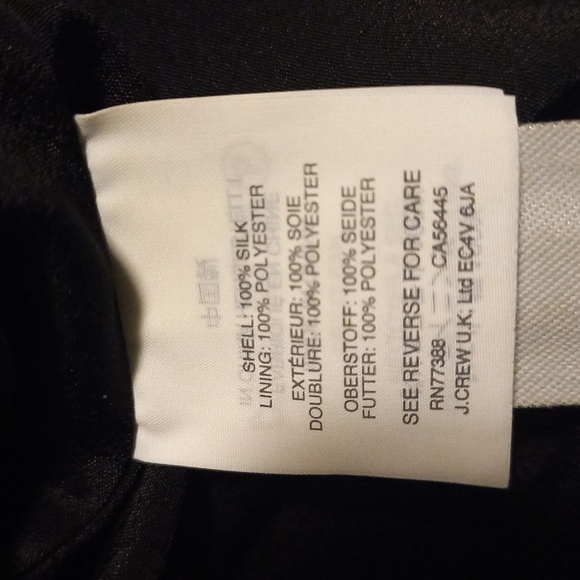 SHELL: 100% SILK
LINING: 100% POLYESTER
EXTÉRIEUR: 100% SOIE
DOUBLURE: 100% POLYESTER
OBERSTOFF: 100% SEIDE
FUTTER: 100% POLYESTER
SEE REVERSE FOR CARE
RN77388 CA56445
J.CREW U.K. Ltd EC4V 6JA